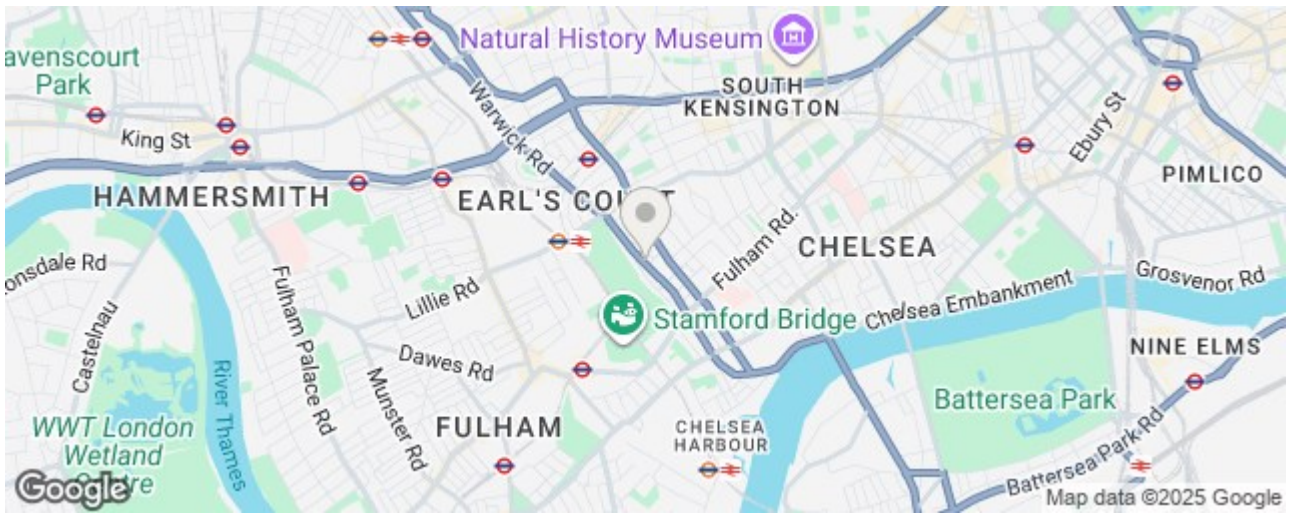 Natural History Museum
avenscourt
Park
SOUTH
KENSINGTON
Warwick Rd
King St
Ebury St
PIMLICO
HAMMERSMITH
EARL'S CO
T
Fulham Rd.
CHELSEA
onsdale Rd
Grosvenor Rd
Lillie Rd
Chelsea Embankment
Stamford Bridge
Castelnau
Fulham Palace Rd
Dawes Rd
NINE ELMS
River Thames
Munster Rd
Battersea Park
WWT London
Wetland
Centre
FULHAM
CHELSEA
HARBOUR
Battersea Park Rd
Google
Map data ©2025 Google